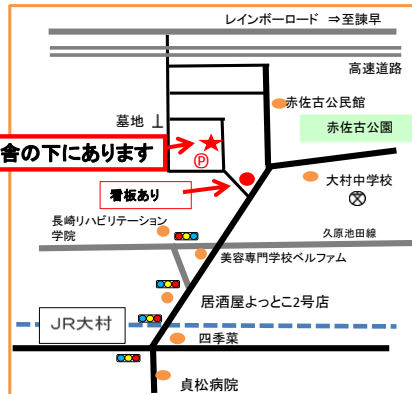 レインボーロード ⇒至諫早
高速道路
赤佐古公民館
墓地
赤佐古公園
舎の下にあります
P
看板あり
大村中学校
長崎リハビリテーション
学院
久原池田線
美容専門学校ベルファム
居酒屋よっとこ2号店
JR大村
四季菜
貞松病院